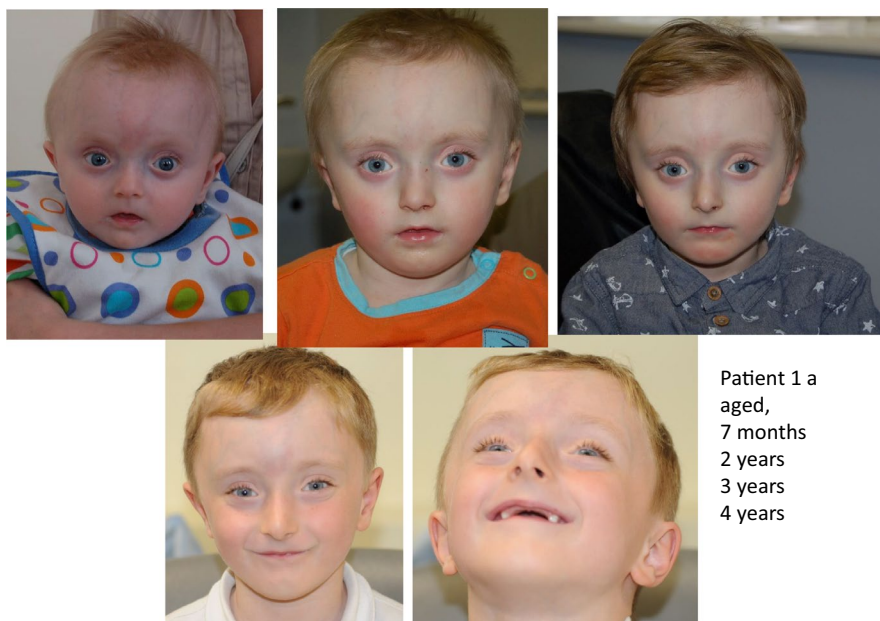 Patient 1 a
aged,
7 months
2 years
3 years
4 years